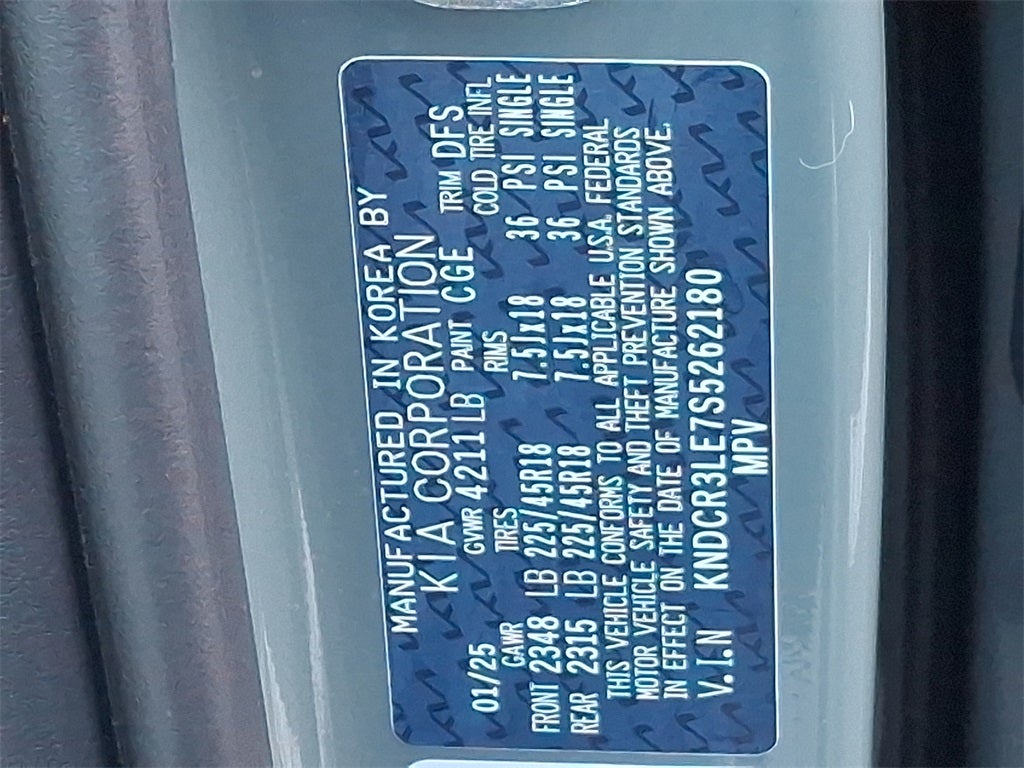 MANUFACTURED IN KOREA BY
KIA CORPORATION
01/25 GVWR 4211 LB PAINT CGE TRIM DFS
GAWR TIRES RIMS COLD TIRE INFL
FRONT 2348 LB 225/45R18 7.5Jx18 36 PSI SINGLE
REAR 2315 LB 225/45R18 7.5Jx18 36 PSI SINGLE
THIS VEHICLE CONFORMS TO ALL APPLICABLE U.S.A. FEDERAL
MOTOR VEHICLE SAFETY AND THEFT PREVENTION STANDARDS
IN EFFECT ON THE DATE OF MANUFACTURE SHOWN ABOVE.
V.I.N KNDCR3LE7S5262180
MPV